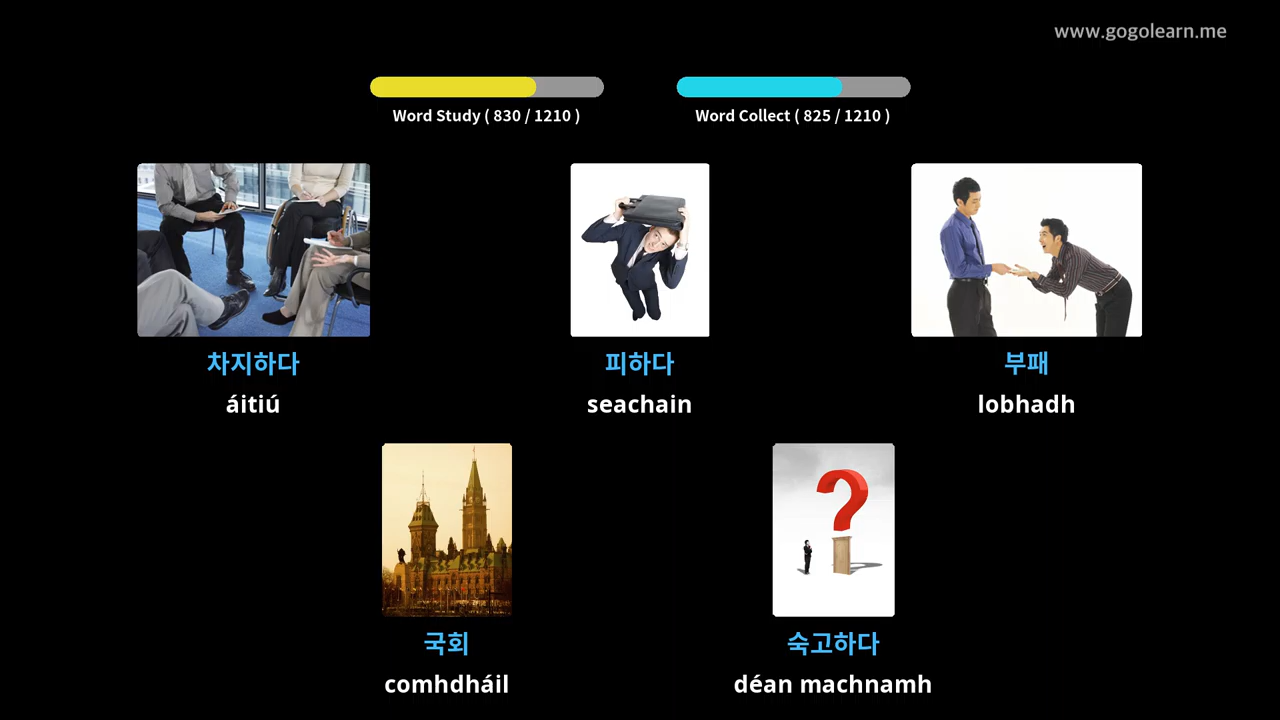 www.gogolearn.me
Word Study ( 830 / 1210 )
Word Collect ( 825 / 1210 )
차지하다
áitiú
피하다
seachain
부패
lobhadh
국회
comhdháil
숙고하다
déan machnamh